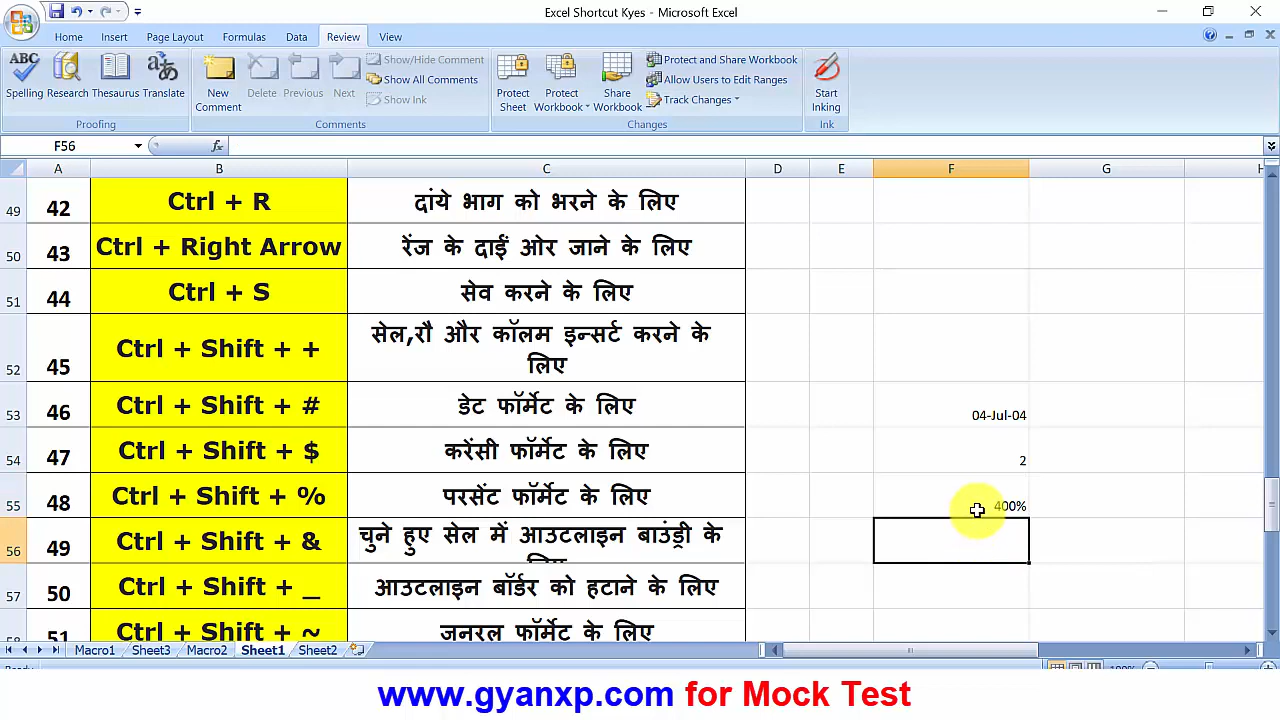 Excel Shortcut Kyes - Microsoft Excel
Home Insert Page Layout Formulas Data Review View
ABC
Spelling Research Thesaurus Translate
Proofing
New Comment
Delete Previous Next
Show/Hide Comment
Show All Comments
Show Ink
Comments
Protect Sheet
Protect Workbook
Share Workbook
Protect and Share Workbook
Allow Users to Edit Ranges
Track Changes
Changes
Start Inking
Ink
F56 fx
A B C D E F G H
49 42 Ctrl + R दांये भाग को भरने के लिए
50 43 Ctrl + Right Arrow रेंज के दाईं ओर जाने के लिए
51 44 Ctrl + S सेव करने के लिए
52 45 Ctrl + Shift + + सेल,रौ और कॉलम इन्सर्ट करने के
लिए
53 46 Ctrl + Shift + # डेट फॉर्मेट के लिए 04-Jul-04
54 47 Ctrl + Shift + $ करेंसी फॉर्मेट के लिए 2
55 48 Ctrl + Shift + % परसेंट फॉर्मेट के लिए 400%
56 49 Ctrl + Shift + & चुने हुए सेल में आउटलाइन बाउंड्री के
लिए
57 50 Ctrl + Shift + _ आउटलाइन बॉर्डर को हटाने के लिए
58 51 Ctrl + Shift + ~ जनरल फॉर्मेट के लिए
Macro1 Sheet3 Macro2 Sheet1 Sheet2
Ready 100%
www.gyanxp.com for Mock Test